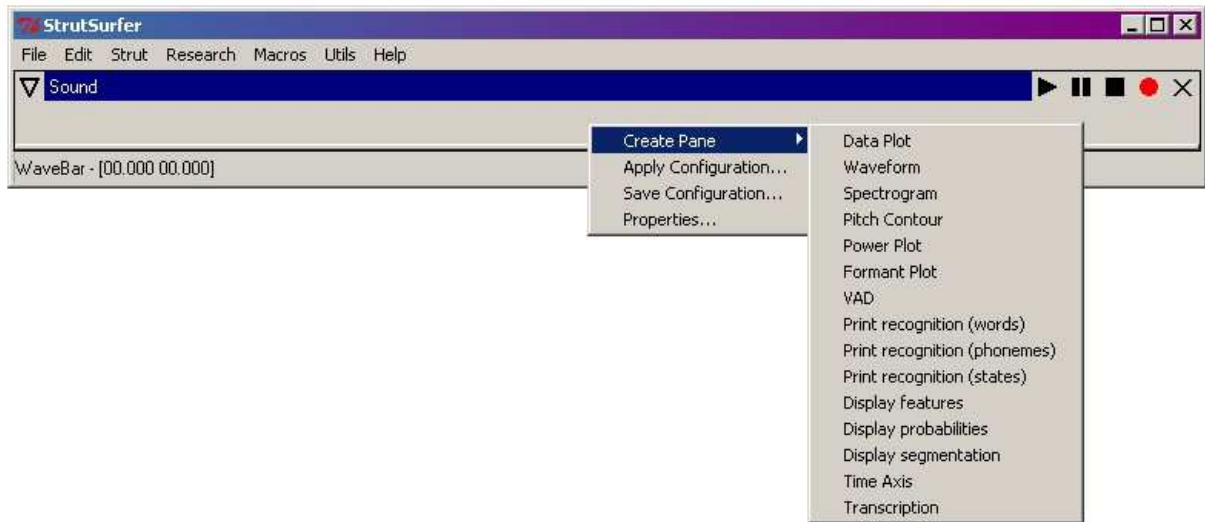 StrutSurfer
File Edit Strut Research Macros Utils Help
Sound
WaveBar - [00.000 00.000]
Create Pane
Apply Configuration...
Save Configuration...
Properties...
Data Plot
Waveform
Spectrogram
Pitch Contour
Power Plot
Formant Plot
VAD
Print recognition (words)
Print recognition (phonemes)
Print recognition (states)
Display features
Display probabilities
Display segmentation
Time Axis
Transcription